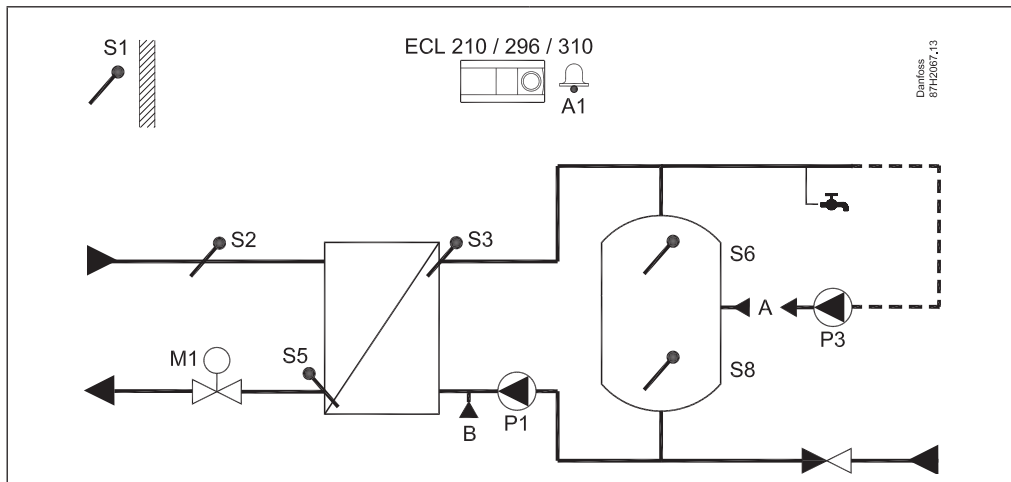 S1
ECL 210 / 296 / 310
A1
Danfoss
87H2067.13
S2
S3
S6
A
P3
M1
S5
S8
B
P1